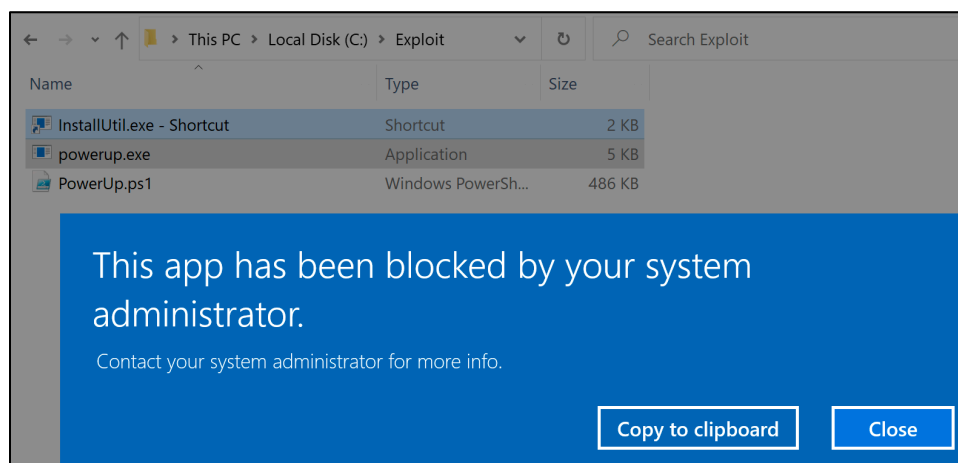 This PC > Local Disk (C:) > Exploit Search Exploit
Name Type Size
InstallUtil.exe - Shortcut Shortcut 2 KB
powerup.exe Application 5 KB
PowerUp.ps1 Windows PowerSh... 486 KB
This app has been blocked by your system
administrator.
Contact your system administrator for more info.
Copy to clipboard Close